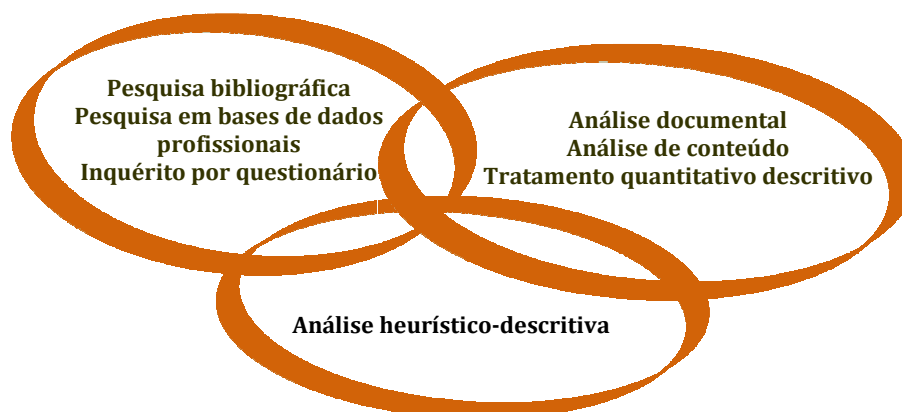 Pesquisa bibliográfica
Pesquisa em bases de dados
profissionais
Inquérito por questionário
Análise documental
Análise de conteúdo
Tratamento quantitativo descritivo
Análise heurístico-descritiva